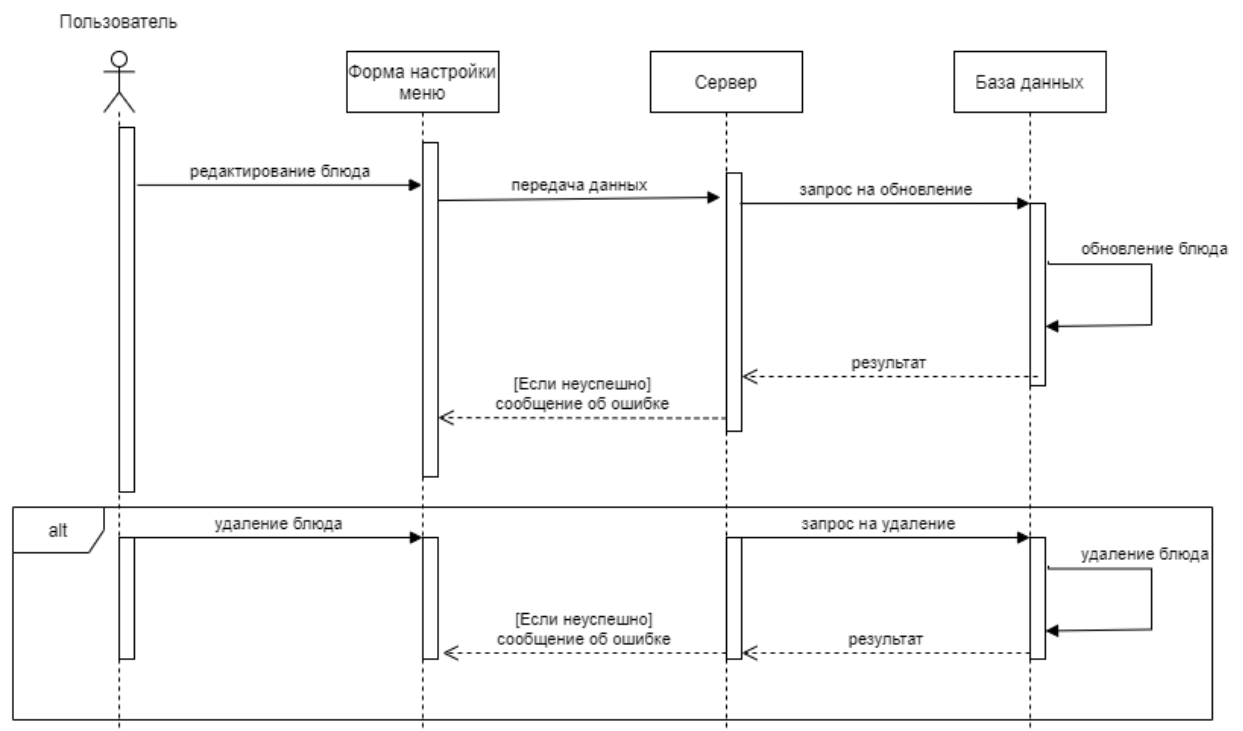 Пользователь
Форма настройки
меню
Сервер
База данных
редактирование блюда
передача данных
запрос на обновление
обновление блюда
результат
[Если неуспешно]
сообщение об ошибке
alt
удаление блюда
запрос на удаление
удаление блюда
[Если неуспешно]
сообщение об ошибке
результат